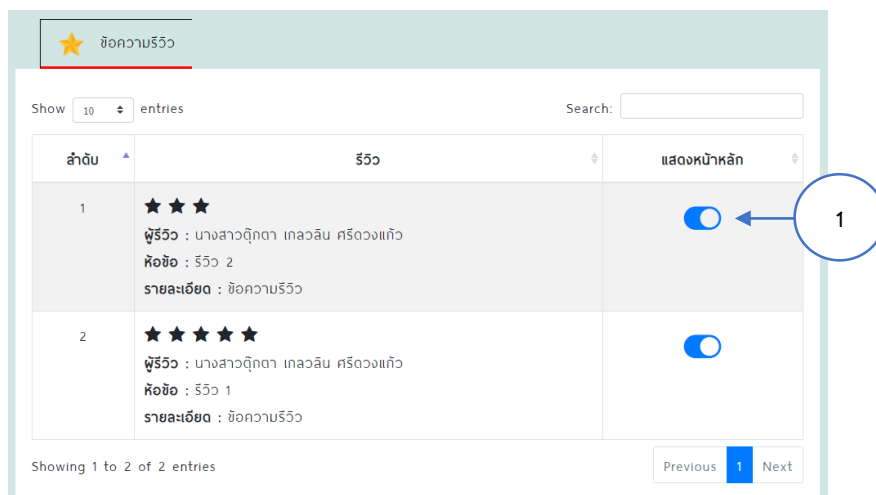 ข้อความรีวิว
Show 10 entries Search:
ลำดับ รีวิว แสดงหน้าหลัก
1
ผู้รีวิว : นางสาวตุ๊กตา เกลวลิน ศรีดวงแก้ว
หัอข้อ : รีวิว 2
รายละเอียด : ข้อความรีวิว
1
2
ผู้รีวิว : นางสาวตุ๊กตา เกลวลิน ศรีดวงแก้ว
หัอข้อ : รีวิว 1
รายละเอียด : ข้อความรีวิว
Showing 1 to 2 of 2 entries Previous 1 Next